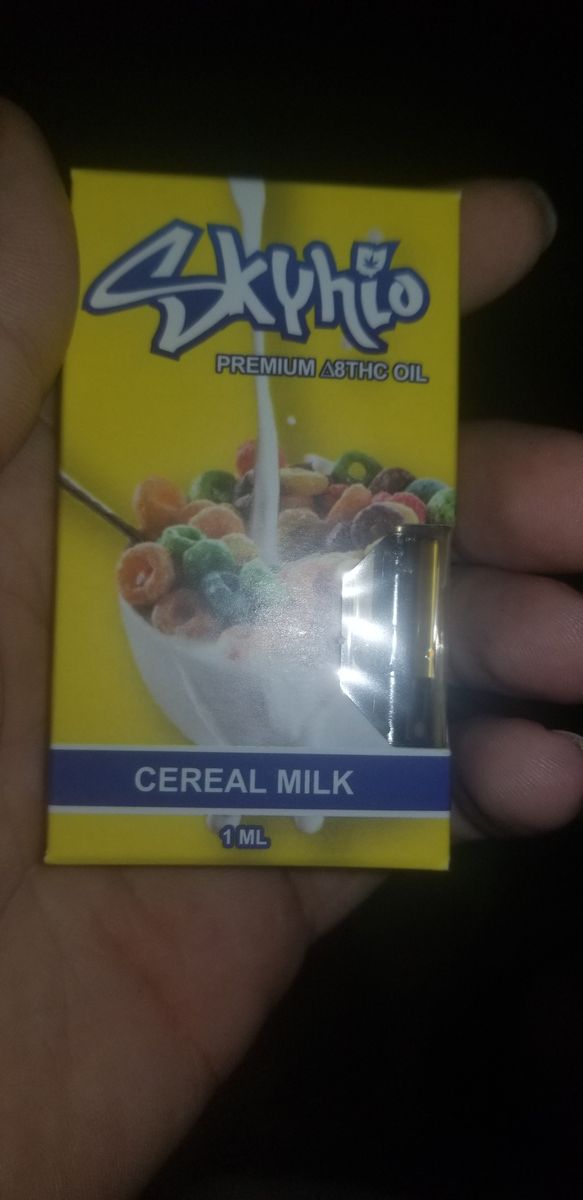 Skyhio
PREMIUM Δ8THC OIL
CEREAL MILK
1 ML